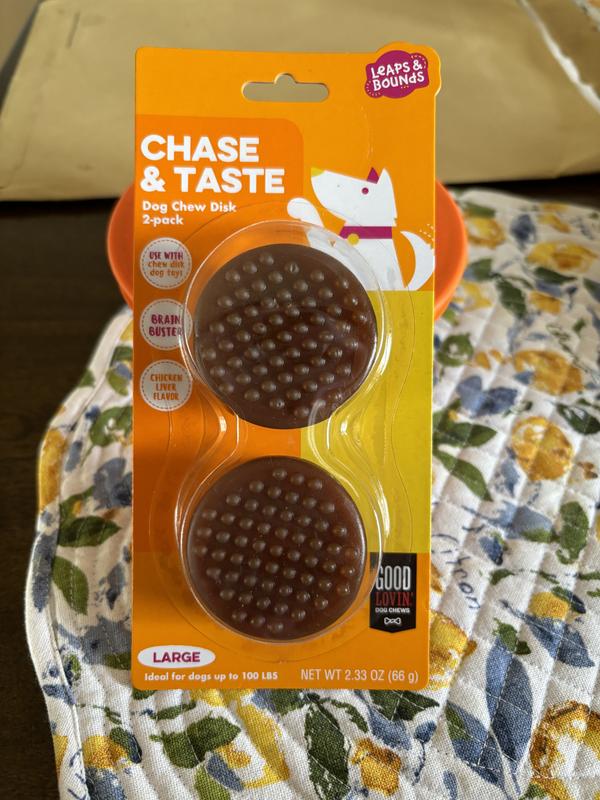 LEAPS &
BOUNDS
CHASE
& TASTE
Dog Chew Disk
2-pack
USE WITH
chew disk
dog toys
BRAIN
BUSTER
CHICKEN
LIVER
FLAVOR
GOOD
LOVIN'
DOG CHEWS
LARGE
Ideal for dogs up to 100 LBS
NET WT 2.33 OZ (66 g)